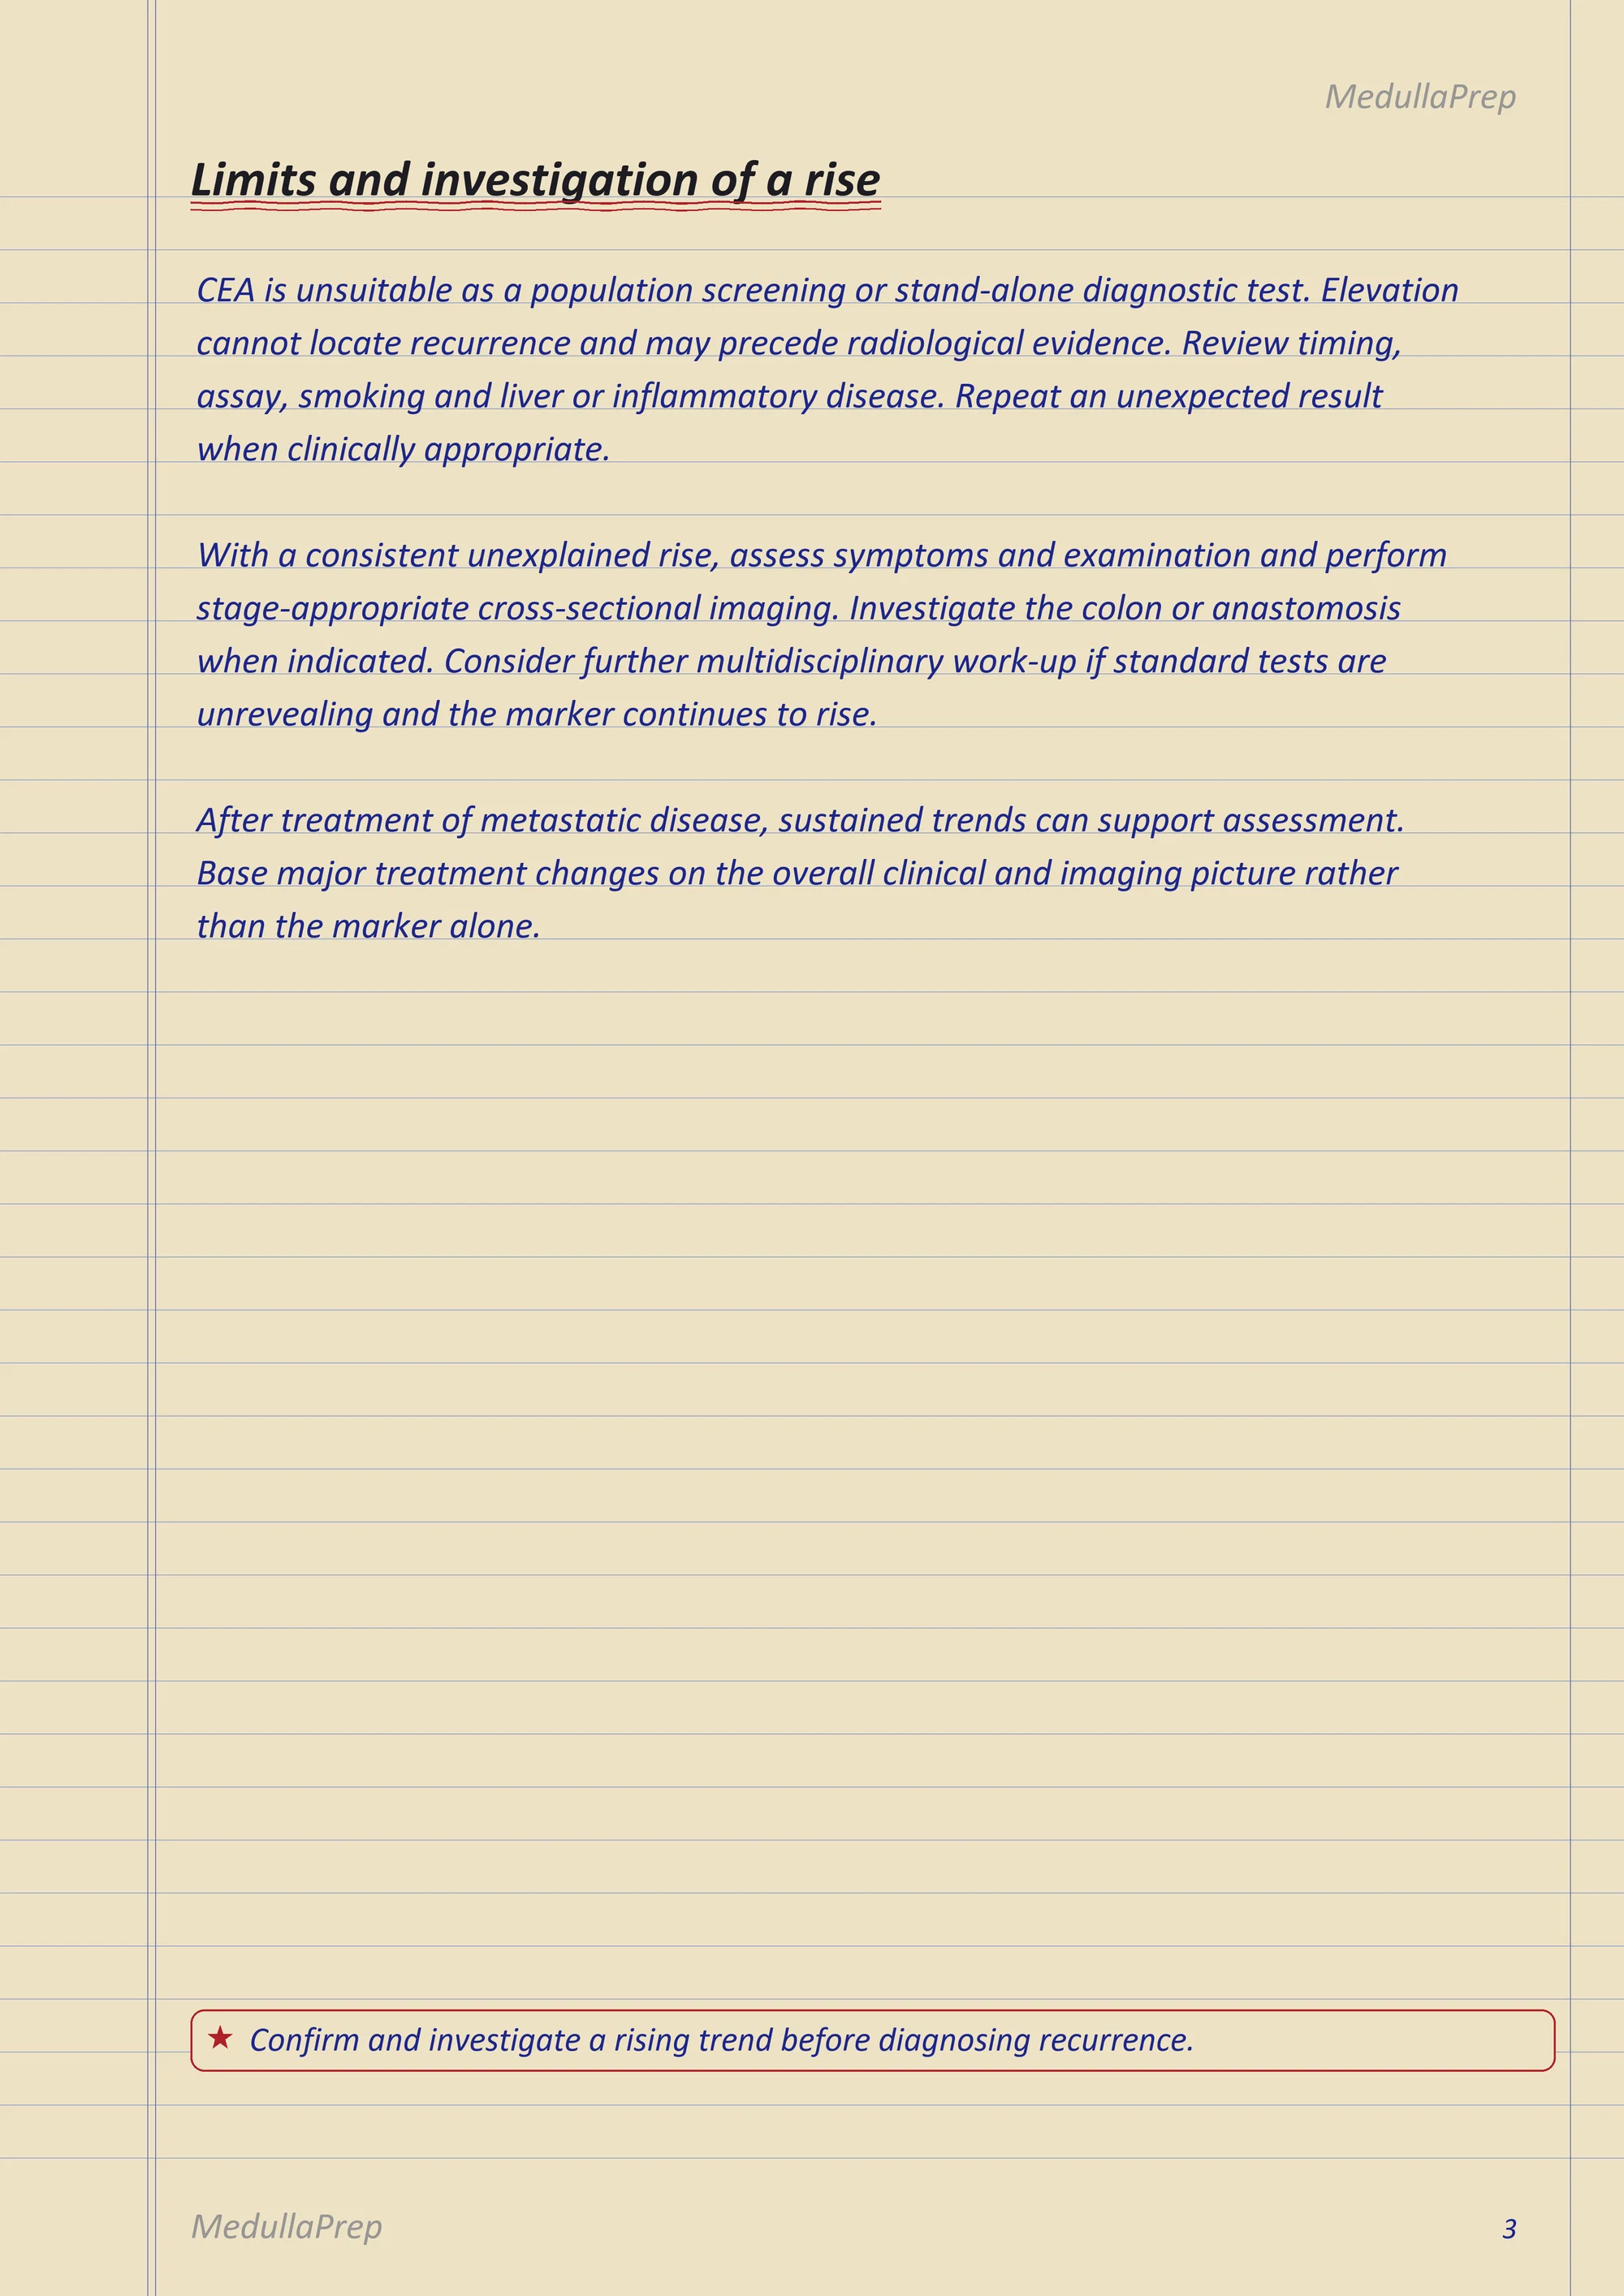 MedullaPrep
Limits and investigation of a rise
CEA is unsuitable as a population screening or stand-alone diagnostic test. Elevation
cannot locate recurrence and may precede radiological evidence. Review timing,
assay, smoking and liver or inflammatory disease. Repeat an unexpected result
when clinically appropriate.
With a consistent unexplained rise, assess symptoms and examination and perform
stage-appropriate cross-sectional imaging. Investigate the colon or anastomosis
when indicated. Consider further multidisciplinary work-up if standard tests are
unrevealing and the marker continues to rise.
After treatment of metastatic disease, sustained trends can support assessment.
Base major treatment changes on the overall clinical and imaging picture rather
than the marker alone.
★ Confirm and investigate a rising trend before diagnosing recurrence.
MedullaPrep
3